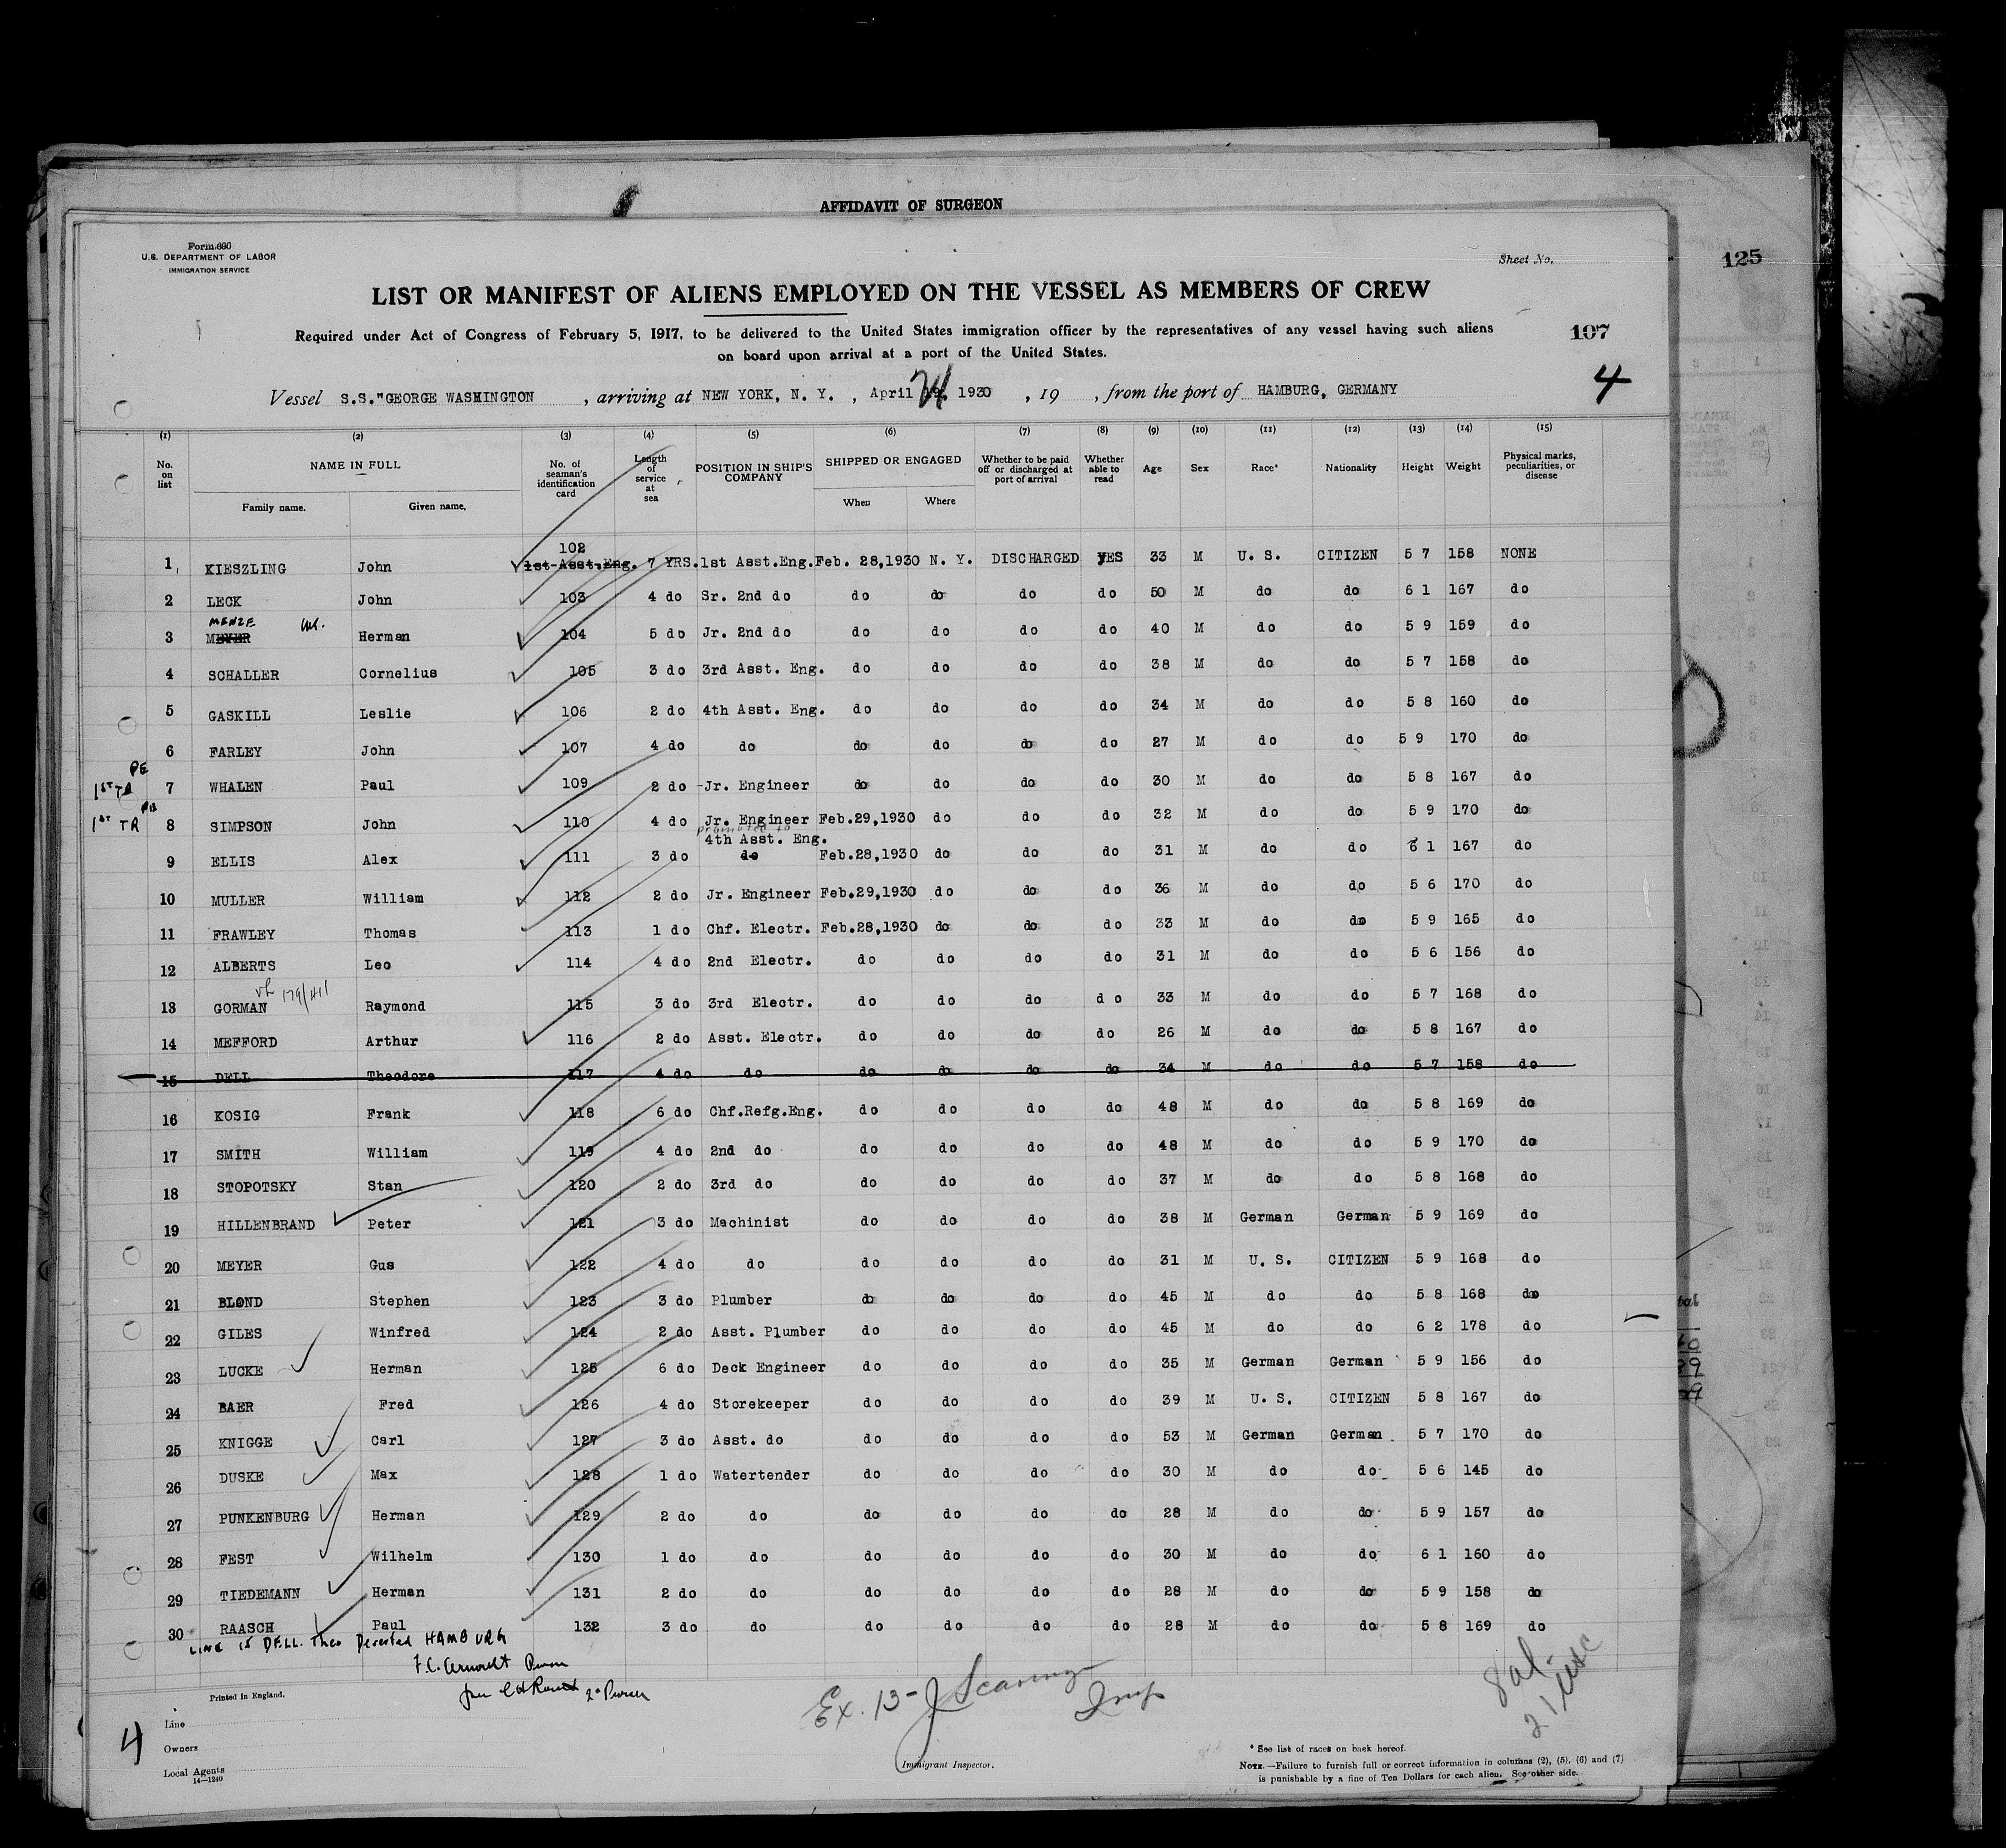 AFFIDAVIT OF SURGEON
Form 680
U.S. DEPARTMENT OF LABOR
IMMIGRATION SERVICE
Sheet No.
125
LIST OR MANIFEST OF ALIENS EMPLOYED ON THE VESSEL AS MEMBERS OF CREW
Required under Act of Congress of February 5, 1917, to be delivered to the United States immigration officer by the representatives of any vessel having such aliens
on board upon arrival at a port of the United States.
107
4
Vessel S.S."GEORGE WASHINGTON , arriving at NEW YORK, N. Y. , April 1930 , 19 , from the port of HAMBURG, GERMANY
(1) (2) (3) (4) (5) (6) (7) (8) (9) (10) (11) (12) (13) (14) (15)
No. on list NAME IN FULL Family name. Given name. No. of seaman's identification card Length of service at sea POSITION IN SHIP'S COMPANY SHIPPED OR ENGAGED When Where Whether to be paid off or discharged at port of arrival Whether able to read Age Sex Race* Nationality Height Weight Physical marks, peculiarities, or disease
1 KIESZLING John 102 1st Asst.Eng. 7 YRS. 1st Asst.Eng. Feb. 28,1930 N. Y. DISCHARGED YES 33 M U. S. CITIZEN 5 7 158 NONE
2 LECK John 103 4 do Sr. 2nd do do do do do 50 M do do 6 1 167 do
MENZE
3 MEYER Herman 104 5 do Jr. 2nd do do do do do 40 M do do 5 9 159 do
4 SCHALLER Cornelius 105 3 do 3rd Asst. Eng. do do do do 38 M do do 5 7 158 do
5 GASKILL Leslie 106 2 do 4th Asst. Eng. do do do do 34 M do do 5 8 160 do
6 FARLEY John 107 4 do do do do do do 27 M do do 5 9 170 do
PE
1ST TR 7 WHALEN Paul 109 2 do Jr. Engineer do do do do 30 M do do 5 8 167 do
1ST TR 8 SIMPSON John 110 4 do Jr. Engineer Feb.29,1930 do do do 32 M do do 5 9 170 do
promoted to
4th Asst. Eng.
9 ELLIS Alex 111 3 do do Feb.28,1930 do do do 31 M do do 6 1 167 do
10 MULLER William 112 2 do Jr. Engineer Feb.29,1930 do do do 36 M do do 5 6 170 do
11 FRAWLEY Thomas 113 1 do Chf. Electr. Feb.28,1930 do do do 33 M do do 5 9 165 do
12 ALBERTS Leo 114 4 do 2nd Electr. do do do do 31 M do do 5 6 156 do
13 GORMAN Raymond 115 3 do 3rd Electr. do do do do 33 M do do 5 7 168 do
14 MEFFORD Arthur 116 2 do Asst. Electr. do do do do 26 M do do 5 8 167 do
15 DELL Theodore 117 4 do do do do do do 34 M do do 5 7 158 do
16 KOSIG Frank 118 6 do Chf.Refg.Eng. do do do do 48 M do do 5 8 169 do
17 SMITH William 119 4 do 2nd do do do do do 48 M do do 5 9 170 do
18 STOPOTSKY Stan 120 2 do 3rd do do do do do 37 M do do 5 8 168 do
19 HILLENBRAND Peter 121 3 do Machinist do do do do 38 M German German 5 9 169 do
20 MEYER Gus 122 4 do do do do do do 31 M U. S. CITIZEN 5 9 168 do
21 BLOND Stephen 123 3 do Plumber do do do do 45 M do do 5 8 168 do
22 GILES Winfred 124 2 do Asst. Plumber do do do do 45 M do do 6 2 178 do
23 LUCKE Herman 125 6 do Deck Engineer do do do do 35 M German German 5 9 156 do
24 BAER Fred 126 4 do Storekeeper do do do do 39 M U. S. CITIZEN 5 8 167 do
25 KNIGGE Carl 127 3 do Asst. do do do do do 53 M German German 5 7 170 do
26 DUSKE Max 128 1 do Watertender do do do do 30 M do do 5 6 145 do
27 PUNKENBURG Herman 129 2 do do do do do do 28 M do do 5 9 157 do
28 FEST Wilhelm 130 1 do do do do do do 30 M do do 6 1 160 do
29 TIEDEMANN Herman 131 2 do do do do do do 28 M do do 5 9 158 do
30 RAASCH Paul 132 3 do do do do do do 28 M do do 5 8 169 do
LINE 15 DELL. Theo Deserted HAMBURG
Printed in England.
Ex. 13-
4
Line
Owners
Local Agents
14—1240
Immigrant Inspector.
* See list of races on back hereof.
NOTE.—Failure to furnish full or correct information in columns (2), (5), (6) and (7)
is punishable by a fine of Ten Dollars for each alien. See other side.